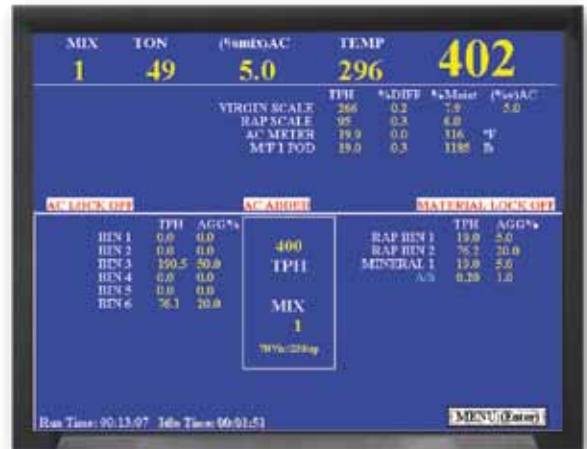 MIX TON (%mix)AC TEMP
1 49 5.0 296 402
TPH %DIFF %Moist (%v)AC
VIRGIN SCALE 266 0.2 7.9 5.0
RAP SCALE 95 0.3 6.0
AC METER 19.9 0.0 316 °F
M/F 1 POD 19.0 0.3 1185 lb
AC LOCK OFF AC ADDED MATERIAL LOCK OFF
TPH AGG%
BIN 1 0.0 0.0
BIN 2 0.0 0.0
BIN 3 190.5 50.0
BIN 4 0.0 0.0
BIN 5 0.0 0.0
BIN 6 76.1 20.0
400
TPH
MIX
1
TPH AGG%
RAP BIN 1 19.0 5.0
RAP BIN 2 76.2 20.0
MINERAL 1 19.0 5.0
A/S 0.20 1.0
Run Time: 00:13:07 Idle Time: 00:01:51
MENU:(Enter)